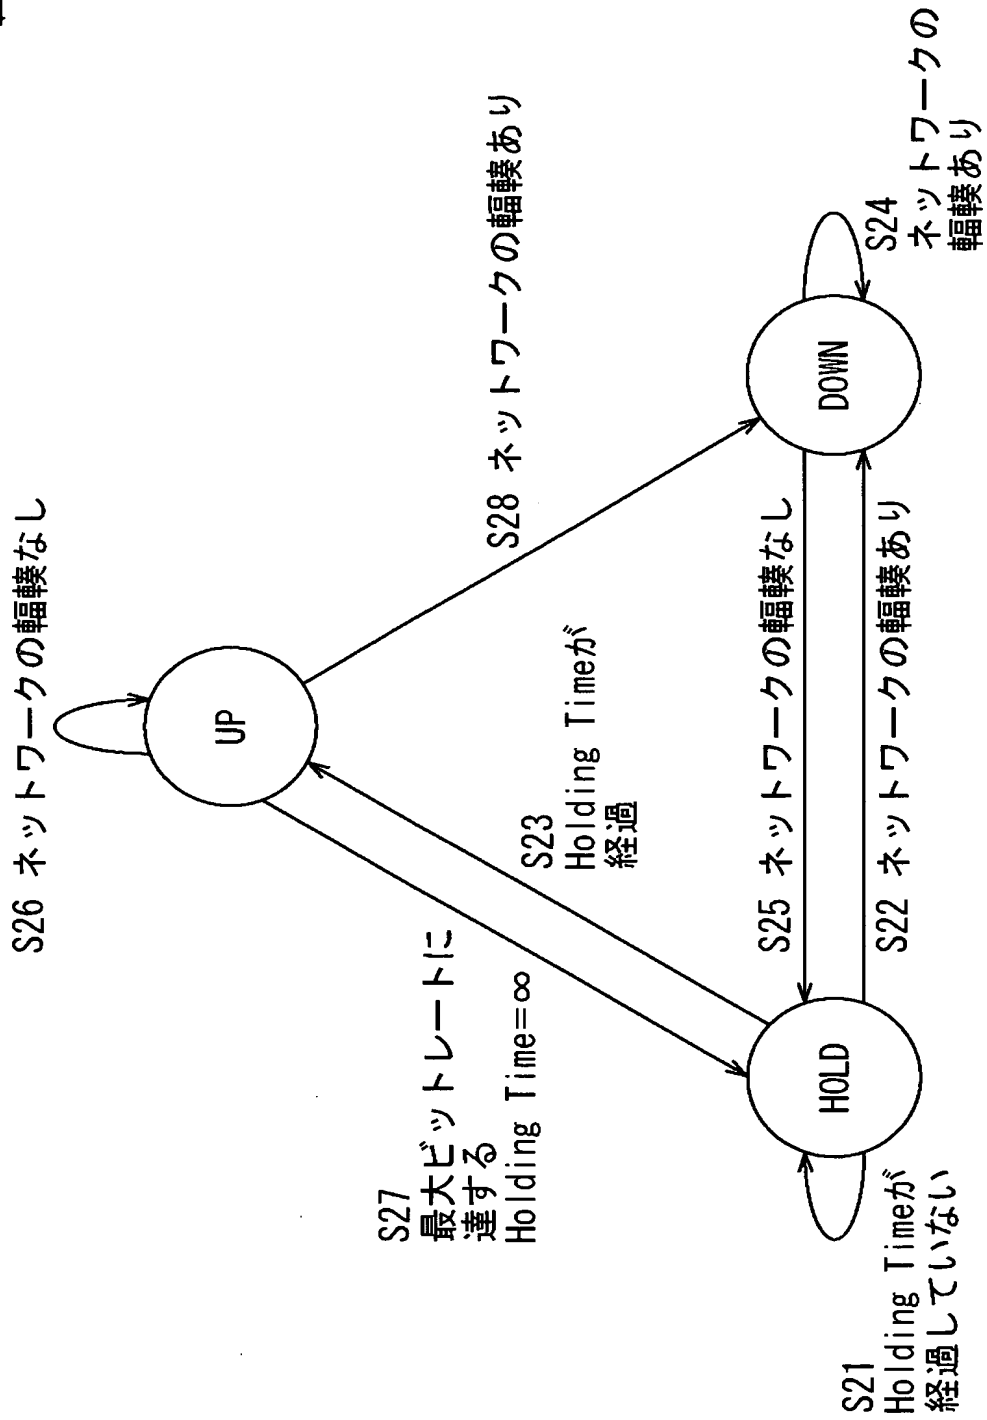 S26 ネットワークの輻輳なし
UP
S28 ネットワークの輻輳あり
S27
最大ビットレートに
達する
Holding Time=∞
S23
Holding Timeが
経過
S25 ネットワークの輻輳なし
S22 ネットワークの輻輳あり
HOLD
DOWN
S21
Holding Timeが
経過していない
S24
ネットワークの
輻輳あり